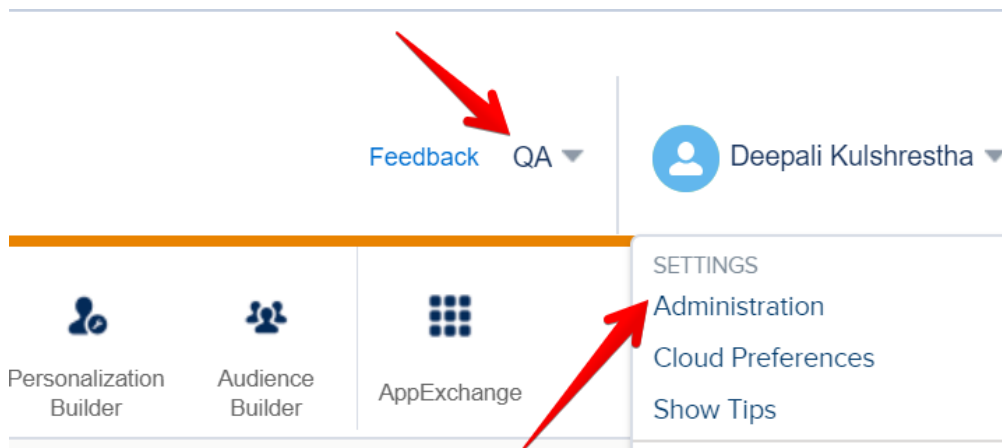 Feedback QA
Deepali Kulshrestha
SETTINGS
Administration
Cloud Preferences
Show Tips
Personalization
Builder
Audience
Builder
AppExchange